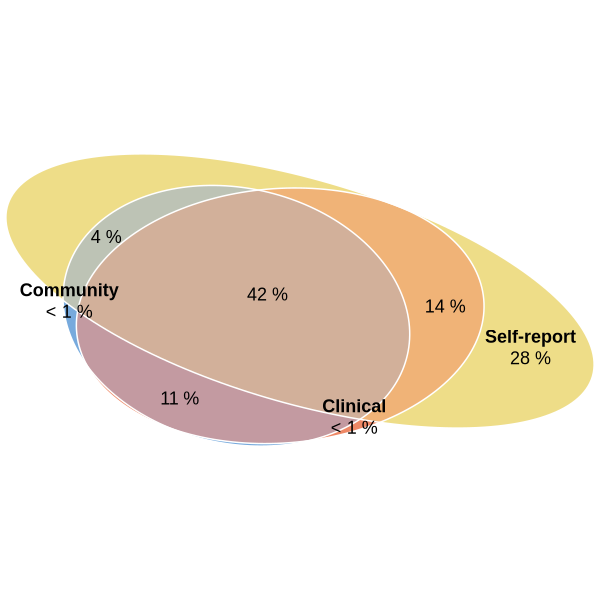 4 %
Community
< 1 %
42 %
14 %
Self-report
28 %
11 %
Clinical
< 1 %